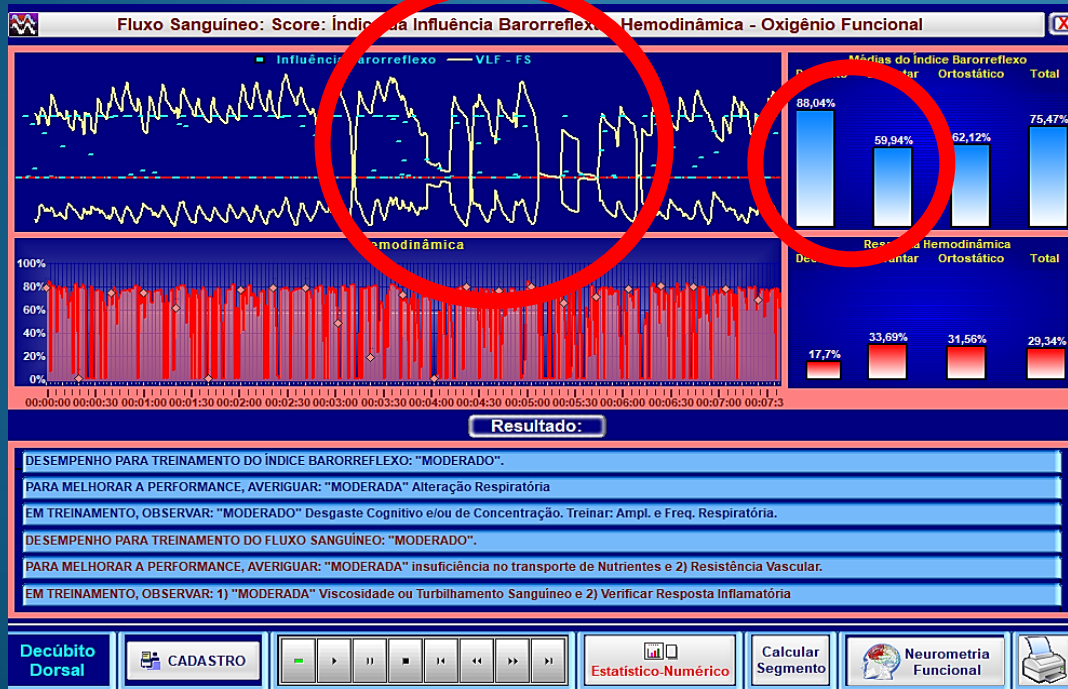 Fluxo Sanguíneo: Score: Índice da Influência Barorreflexa Hemodinâmica - Oxigênio Funcional
X
Influência Barorreflexo VLF - FS
Médias do Índice Barorreflexo
Ortostático Total
88,04%
59,94%
62,12%
75,47%
Hemodinâmica
100%
80%
60%
40%
20%
0%
00:00:00 00:00:30 00:01:00 00:01:30 00:02:00 00:02:30 00:03:00 00:03:30 00:04:00 00:04:30 00:05:00 00:05:30 00:06:00 00:06:30 00:07:00 00:07:3
Hemodinâmica
Ortostático Total
17,7%
33,69%
31,56%
29,34%
Resultado:
DESEMPENHO PARA TREINAMENTO DO ÍNDICE BARORREFLEXO: "MODERADO".
PARA MELHORAR A PERFORMANCE, AVERIGUAR: "MODERADA" Alteração Respiratória
EM TREINAMENTO, OBSERVAR: "MODERADO" Desgaste Cognitivo e/ou de Concentração. Treinar: Ampl. e Freq. Respiratória.
DESEMPENHO PARA TREINAMENTO DO FLUXO SANGUÍNEO: "MODERADO".
PARA MELHORAR A PERFORMANCE, AVERIGUAR: "MODERADA" insuficiência no transporte de Nutrientes e 2) Resistência Vascular.
EM TREINAMENTO, OBSERVAR: 1) "MODERADA" Viscosidade ou Turbilhamento Sanguíneo e 2) Verificar Resposta Inflamatória
Decúbito
Dorsal
CADASTRO
Estatístico-Numérico
Calcular
Segmento
Neurometria
Funcional